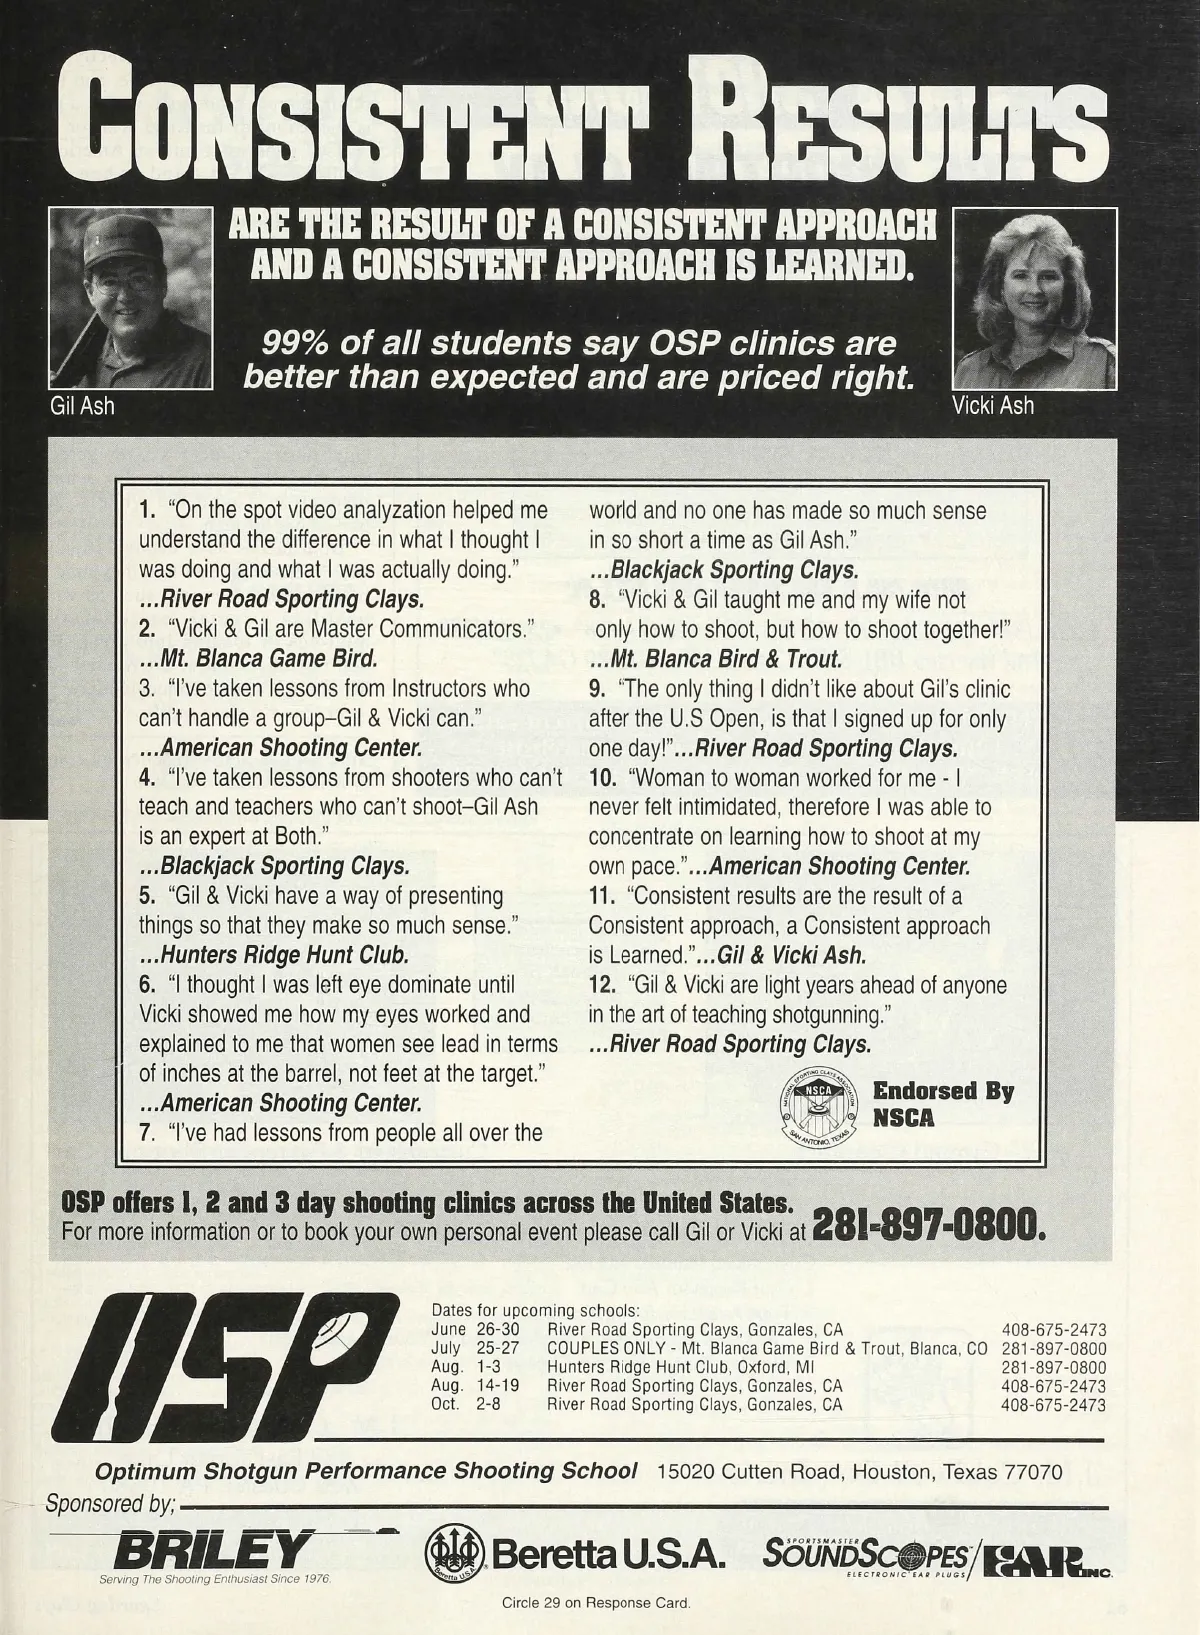 CONSISTENT RESULTS
ARE THE RESULT OF A CONSISTENT APPROACH
AND A CONSISTENT APPROACH IS LEARNED.
99% of all students say OSP clinics are
better than expected and are priced right.
Gil Ash
Vicki Ash
1. “On the spot video analyzation helped me
understand the difference in what I thought I
was doing and what I was actually doing.”
...River Road Sporting Clays.
2. “Vicki & Gil are Master Communicators.”
...Mt. Blanca Game Bird.
3. “I’ve taken lessons from Instructors who
can’t handle a group–Gil & Vicki can.”
...American Shooting Center.
4. “I’ve taken lessons from shooters who can’t
teach and teachers who can’t shoot–Gil Ash
is an expert at Both.”
...Blackjack Sporting Clays.
5. “Gil & Vicki have a way of presenting
things so that they make so much sense.”
...Hunters Ridge Hunt Club.
6. “I thought I was left eye dominate until
Vicki showed me how my eyes worked and
explained to me that women see lead in terms
of inches at the barrel, not feet at the target.”
...American Shooting Center.
7. “I’ve had lessons from people all over the
world and no one has made so much sense
in so short a time as Gil Ash.”
...Blackjack Sporting Clays.
8. “Vicki & Gil taught me and my wife not
only how to shoot, but how to shoot together!”
...Mt. Blanca Bird & Trout.
9. “The only thing I didn’t like about Gil’s clinic
after the U.S Open, is that I signed up for only
one day!”...River Road Sporting Clays.
10. “Woman to woman worked for me - I
never felt intimidated, therefore I was able to
concentrate on learning how to shoot at my
own pace.”...American Shooting Center.
11. “Consistent results are the result of a
Consistent approach, a Consistent approach
is Learned.”...Gil & Vicki Ash.
12. “Gil & Vicki are light years ahead of anyone
in the art of teaching shotgunning.”
...River Road Sporting Clays.
NATIONAL SPORTING CLAYS ASSOCIATION
NSCA
SAN ANTONIO, TEXAS
Endorsed By
NSCA
OSP offers 1, 2 and 3 day shooting clinics across the United States.
For more information or to book your own personal event please call Gil or Vicki at 281-897-0800.
OSP
Dates for upcoming schools:
June 26-30 River Road Sporting Clays, Gonzales, CA 408-675-2473
July 25-27 COUPLES ONLY - Mt. Blanca Game Bird & Trout, Blanca, CO 281-897-0800
Aug. 1-3 Hunters Ridge Hunt Club, Oxford, MI 281-897-0800
Aug. 14-19 River Road Sporting Clays, Gonzales, CA 408-675-2473
Oct. 2-8 River Road Sporting Clays, Gonzales, CA 408-675-2473
Optimum Shotgun Performance Shooting School 15020 Cutten Road, Houston, Texas 77070
Sponsored by;
BRILEY
Serving The Shooting Enthusiast Since 1976.
Beretta U.S.A.
Beretta U.S.A.
SPORTSMASTER
SOUNDSCOPES™/EAR INC.
ELECTRONIC EAR PLUGS
Circle 29 on Response Card.